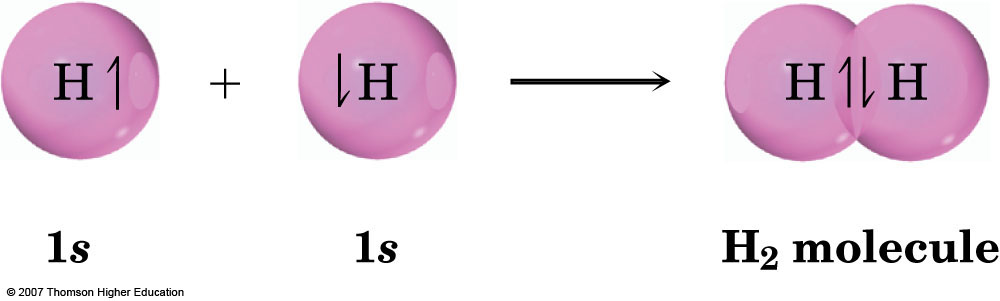 H↿ + ⇂H → H↿⇂H
1s 1s H₂ molecule
© 2007 Thomson Higher Education